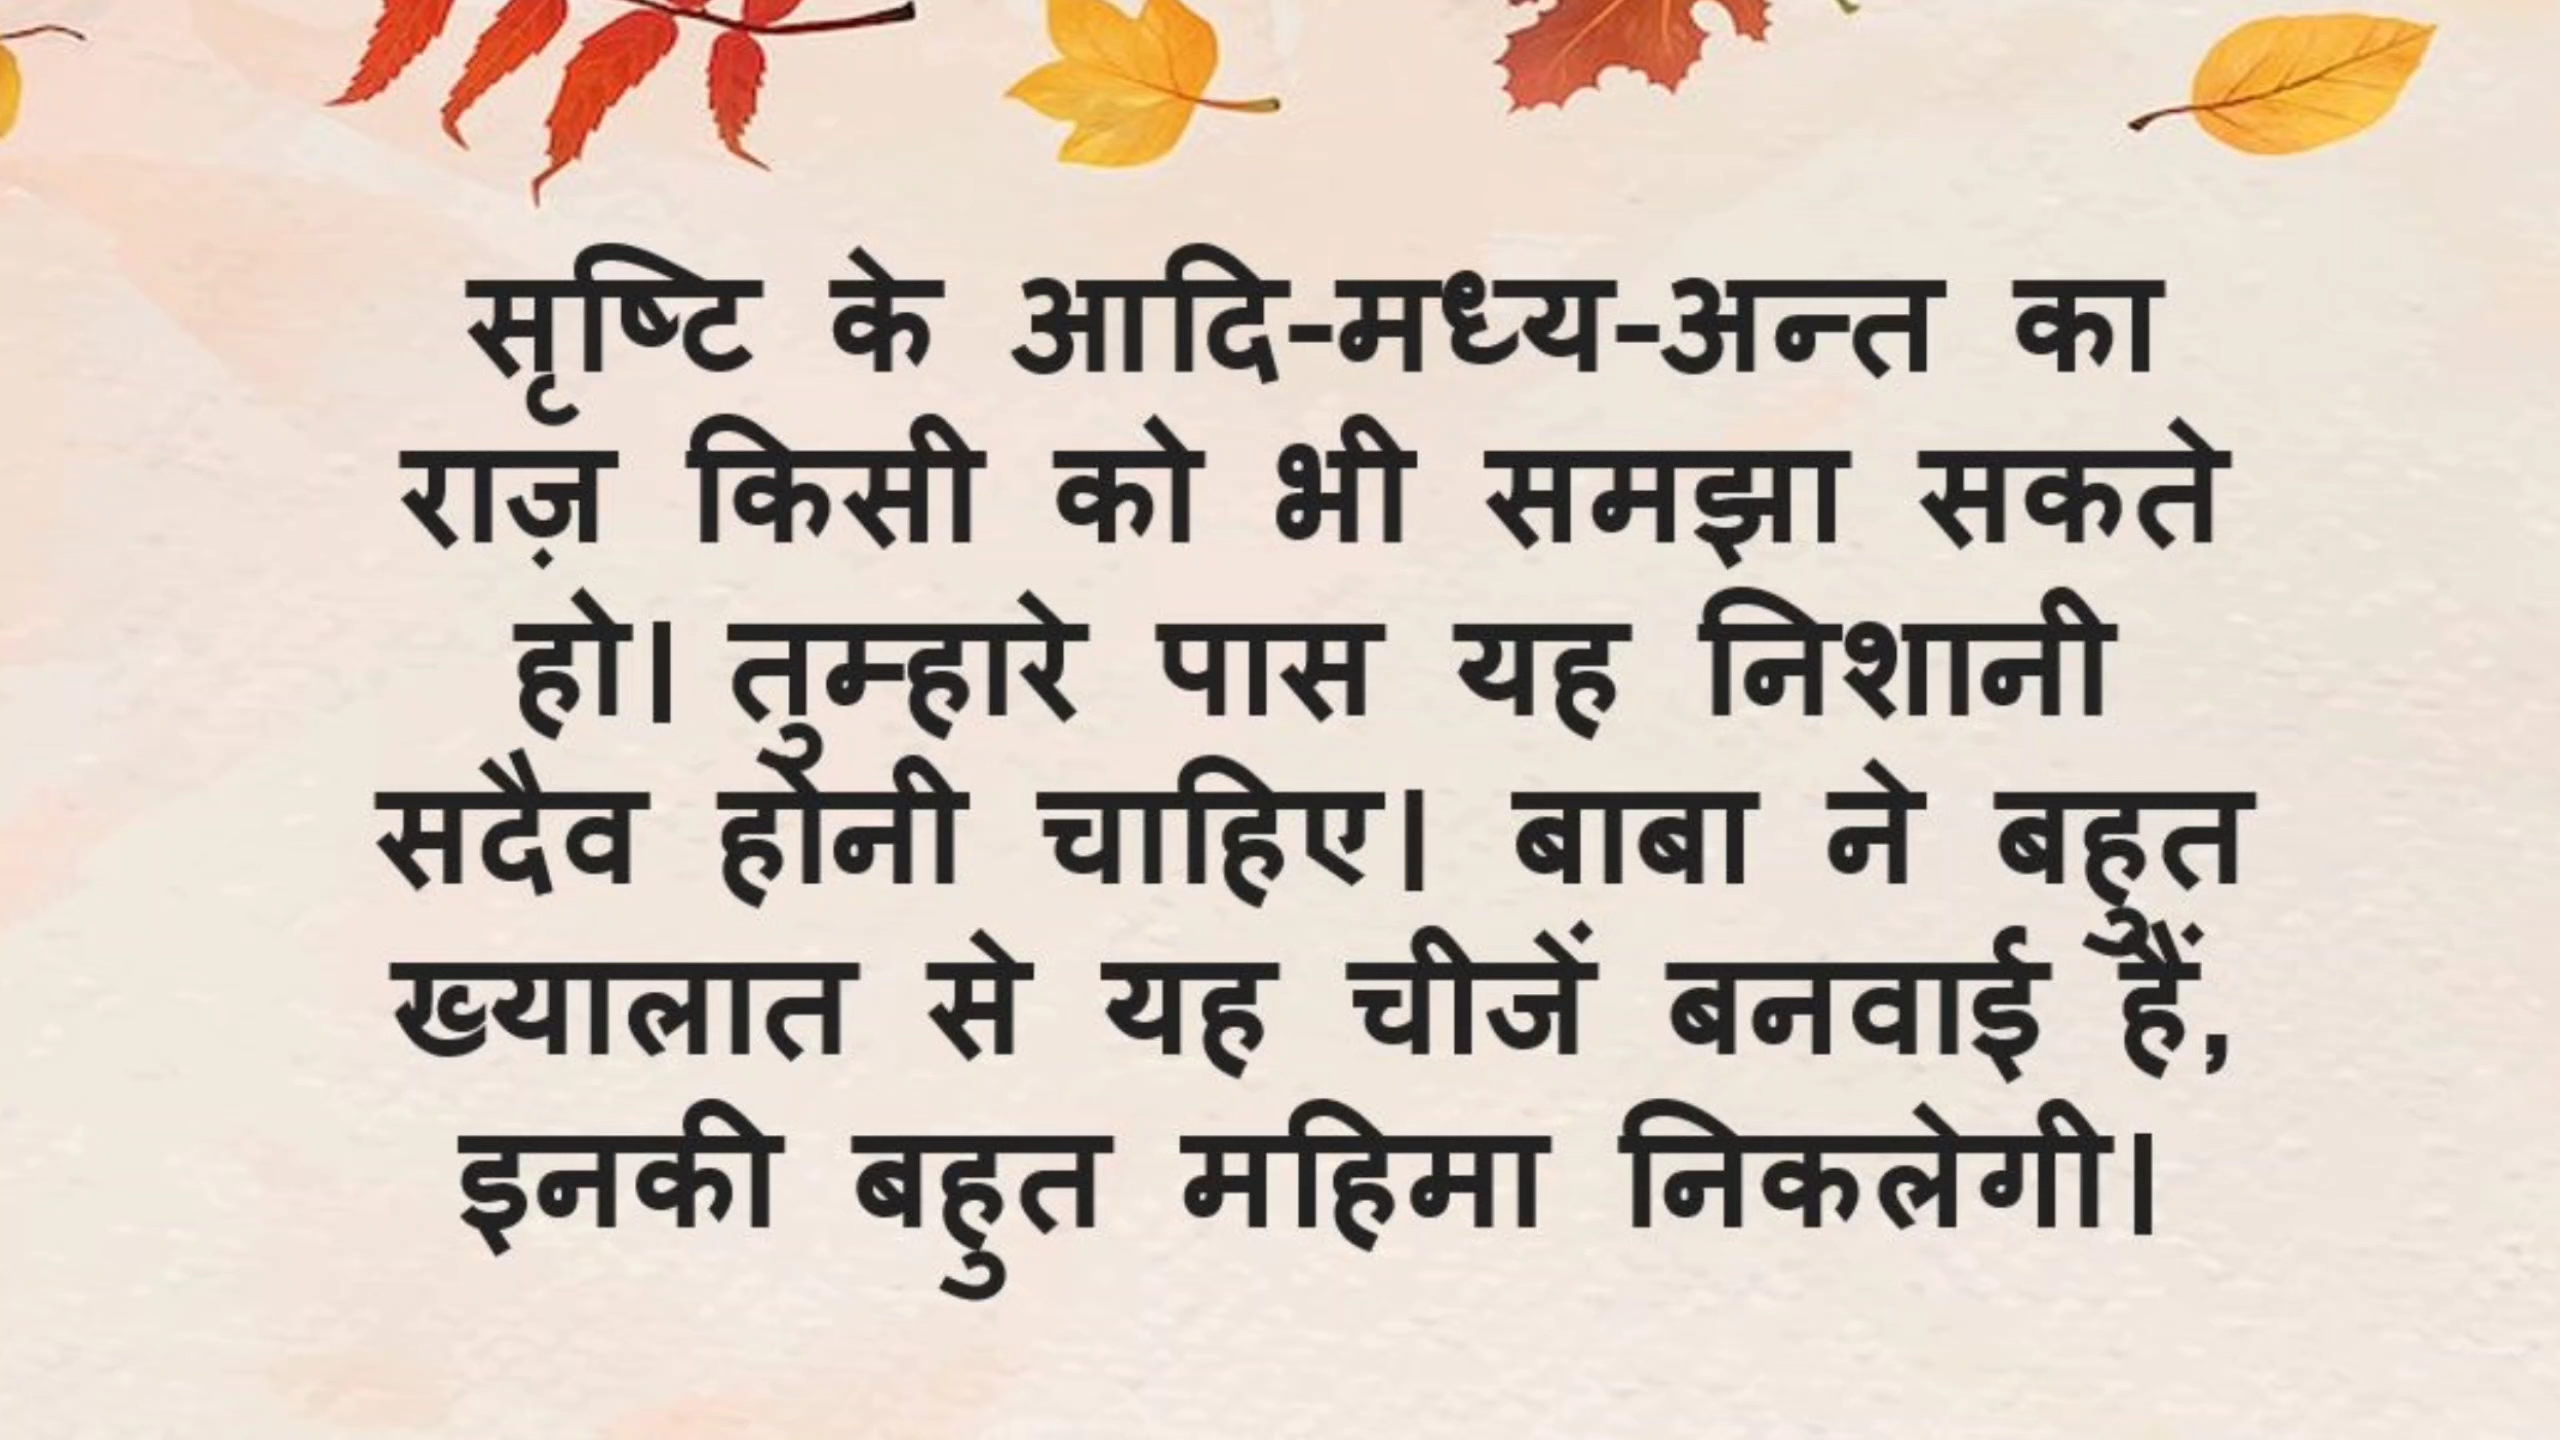 सृष्टि के आदि-मध्य-अन्त का
राज़ किसी को भी समझा सकते
हो। तुम्हारे पास यह निशानी
सदैव होनी चाहिए। बाबा ने बहुत
ख्यालात से यह चीजें बनवाई हैं,
इनकी बहुत महिमा निकलेगी।